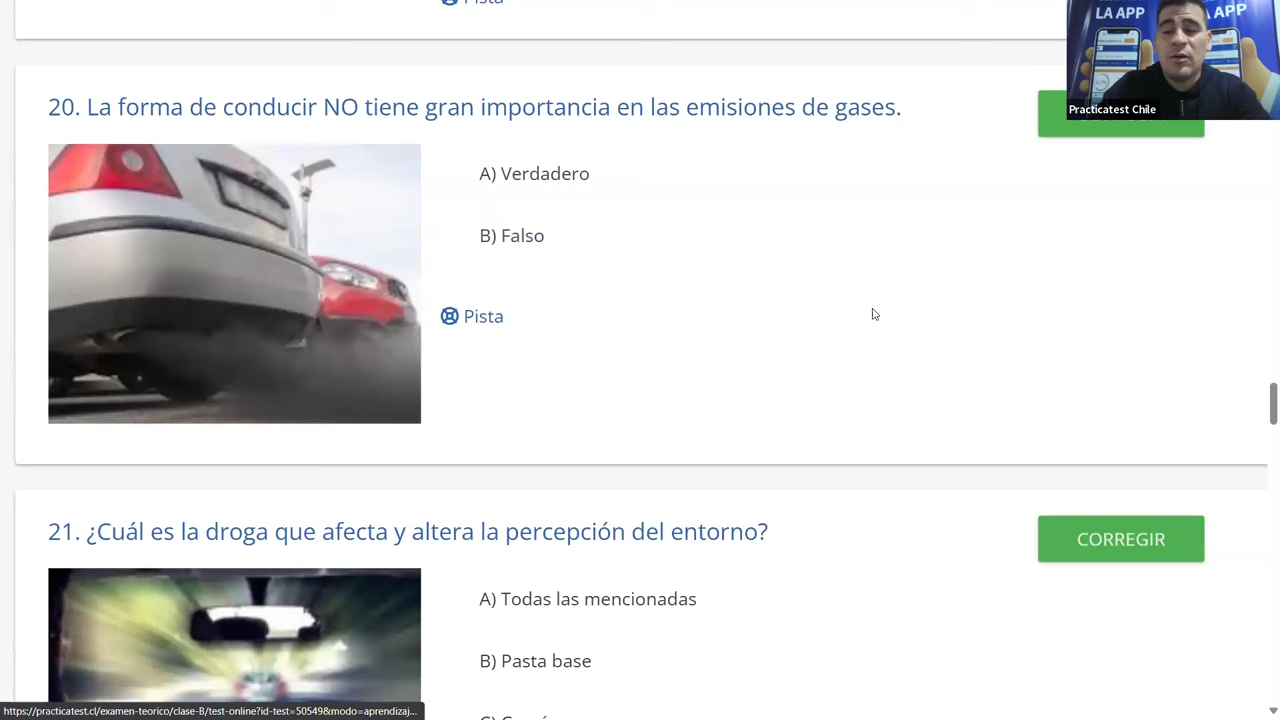 Pista
LA APP
A APP
Practicatest Chile
20. La forma de conducir NO tiene gran importancia en las emisiones de gases.
A) Verdadero
B) Falso
Pista
21. ¿Cuál es la droga que afecta y altera la percepción del entorno?
CORREGIR
A) Todas las mencionadas
B) Pasta base
https://practicatest.cl/examen-teorico/clase-B/test-online?id-test=50549&modo=aprendizaj...